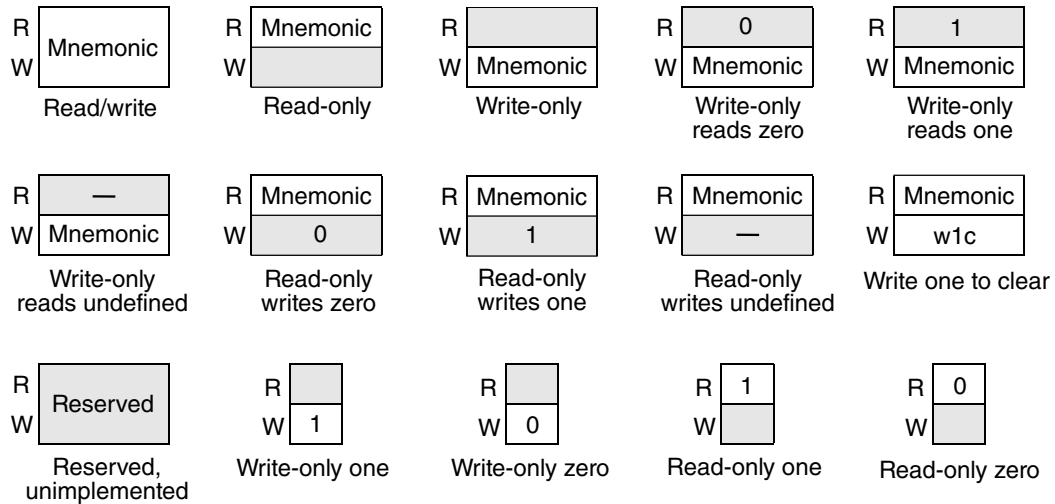 R Mnemonic W
Read/write
R Mnemonic
W
Read-only
R
W Mnemonic
Write-only
R 0
W Mnemonic
Write-only
reads zero
R 1
W Mnemonic
Write-only
reads one
R —
W Mnemonic
Write-only
reads undefined
R Mnemonic
W 0
Read-only
writes zero
R Mnemonic
W 1
Read-only
writes one
R Mnemonic
W —
Read-only
writes undefined
R Mnemonic
W w1c
Write one to clear
R Reserved W
Reserved,
unimplemented
R
W 1
Write-only one
R
W 0
Write-only zero
R 1
W
Read-only one
R 0
W
Read-only zero